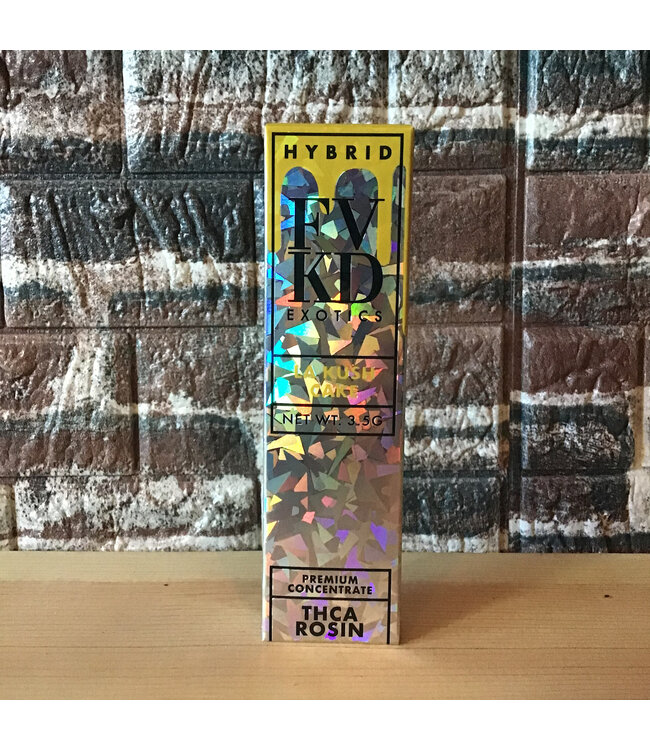 HYBRID
FV
KD
EXOTICS
LA KUSH
CAKE
NET WT. 3.5G
PREMIUM
CONCENTRATE
THCA
ROSIN